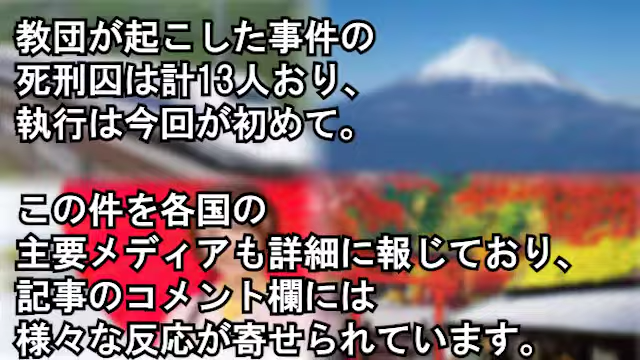 教団が起こした事件の
死刑囚は計13人おり、
執行は今回が初めて。
この件を各国の
主要メディアも詳細に報じており、
記事のコメント欄には
様々な反応が寄せられています。